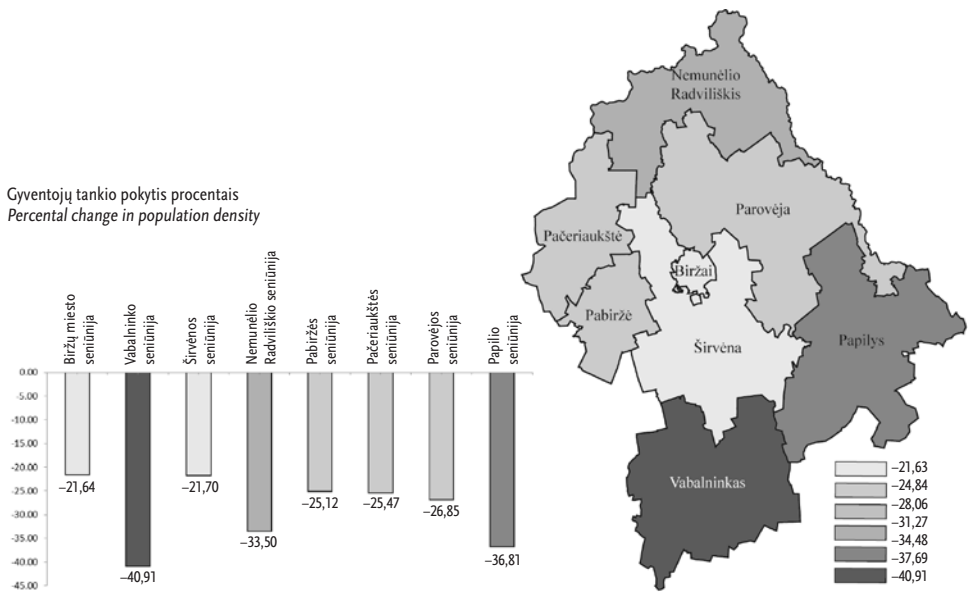 Gyventojų tankio pokytis procentais
Percental change in population density
Biržų miesto
seniūnija
Vabalninko
seniūnija
Širvėnos
seniūnija
Nemunėlio
Radviliškio seniūnija
Pabiržės
seniūnija
Pačeriaukštės
seniūnija
Parovėjos
seniūnija
Papilio
seniūnija
0.00
-5.00
-10.00
-15.00
-20.00
-25.00
-30.00
-35.00
-40.00
-45.00
–21,64
–40,91
–21,70
–33,50
–25,12
–25,47
–26,85
–36,81
Nemunėlio
Radviliškis
Parovėja
Pačeriaukštė
Biržai
Pabiržė
Širvėna
Papilys
Vabalninkas
–21,63
–24,84
–28,06
–31,27
–34,48
–37,69
–40,91